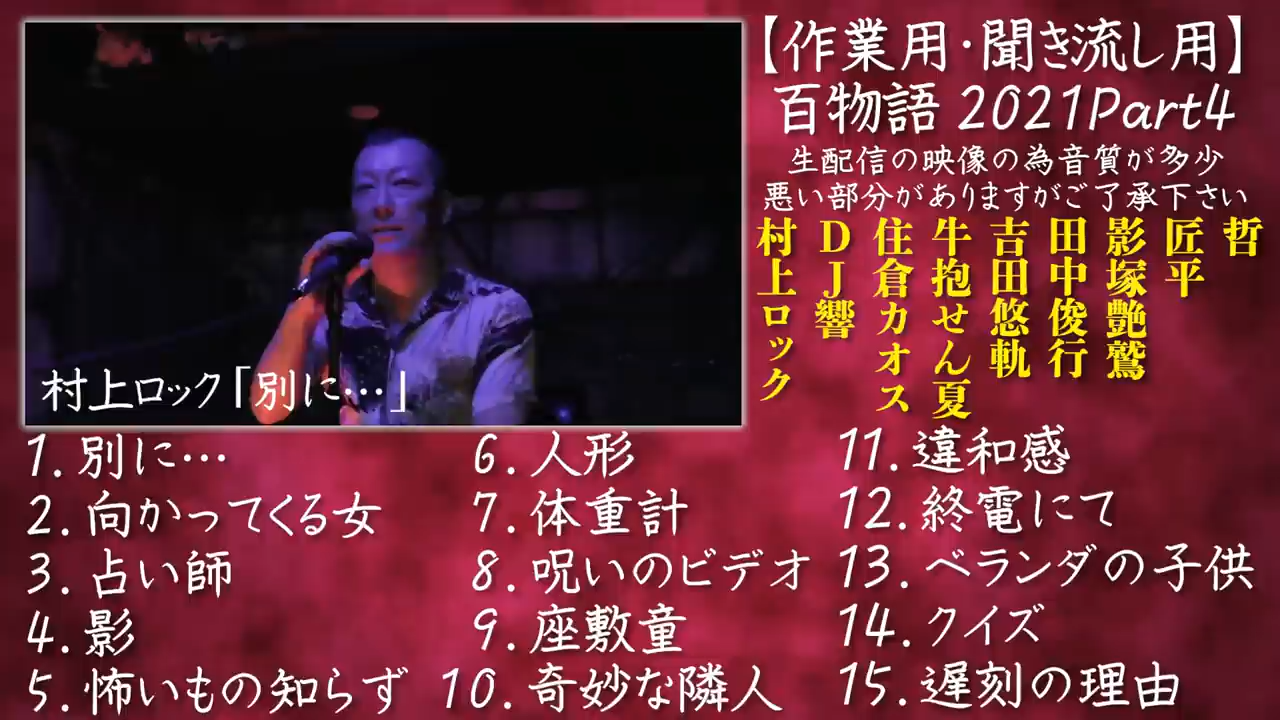 【作業用・聞き流し用】
百物語 2021Part4
生配信の映像の為音質が多少
悪い部分がありますがご了承下さい
哲
匠平
影塚艶鷲
田中俊行
吉田悠軌
牛抱せん夏
住倉カオス
DJ響
村上ロック
村上ロック「別に…」
1. 別に…
2. 向かってくる女
3. 占い師
4. 影
5. 怖いもの知らず
6. 人形
7. 体重計
8. 呪いのビデオ
9. 座敷童
10. 奇妙な隣人
11. 違和感
12. 終電にて
13. ベランダの子供
14. クイズ
15. 遅刻の理由